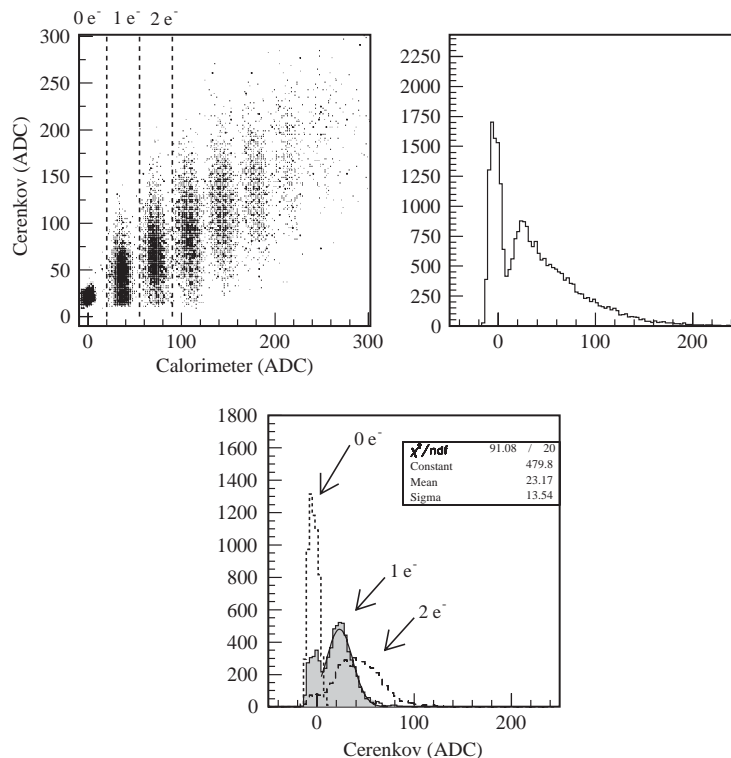 0 e- 1 e- 2 e-
300
250
200
150
100
50
0
Cerenkov (ADC)
0 100 200 300
Calorimeter (ADC)
2250
2000
1750
1500
1250
1000
750
500
250
0
0 100 200
1800
1600
1400
1200
1000
800
600
400
200
0
0 e-
χ²/ndf 91.08 / 20
Constant 479.8
Mean 23.17
Sigma 13.54
1 e-
2 e-
0 100 200
Cerenkov (ADC)